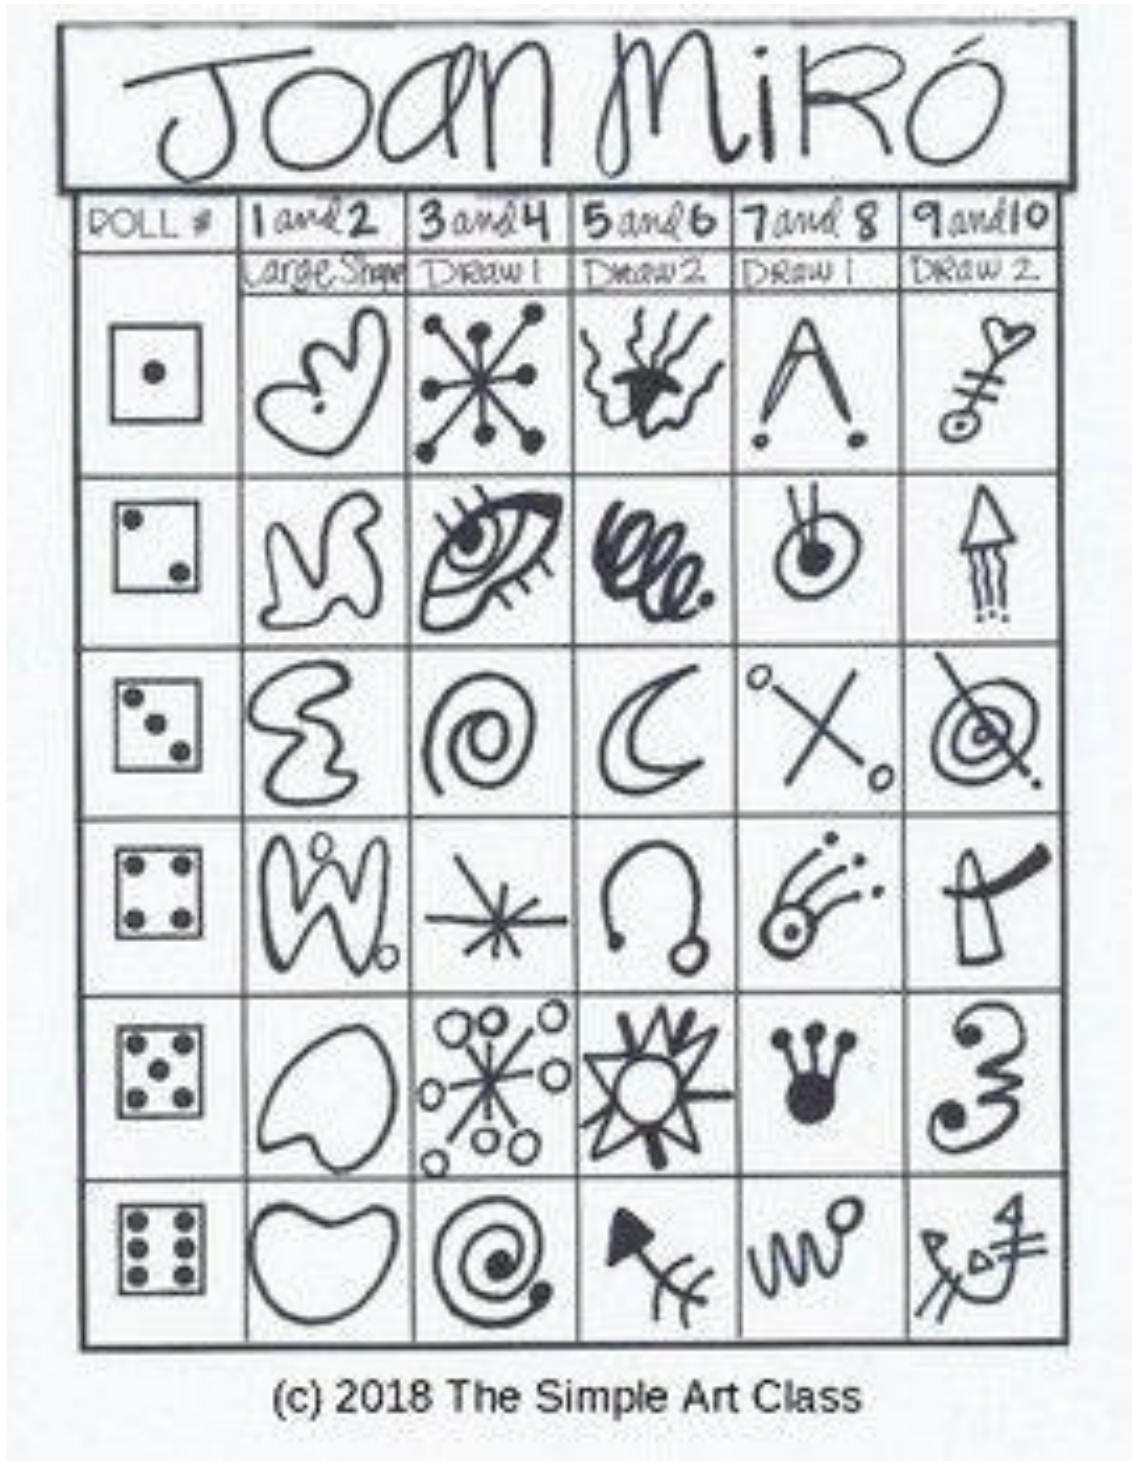 Joan Miró
ROLL # 1 and 2 3 and 4 5 and 6 7 and 8 9 and 10
Large Shape Draw 1 Draw 2 Draw 1 Draw 2
(c) 2018 The Simple Art Class